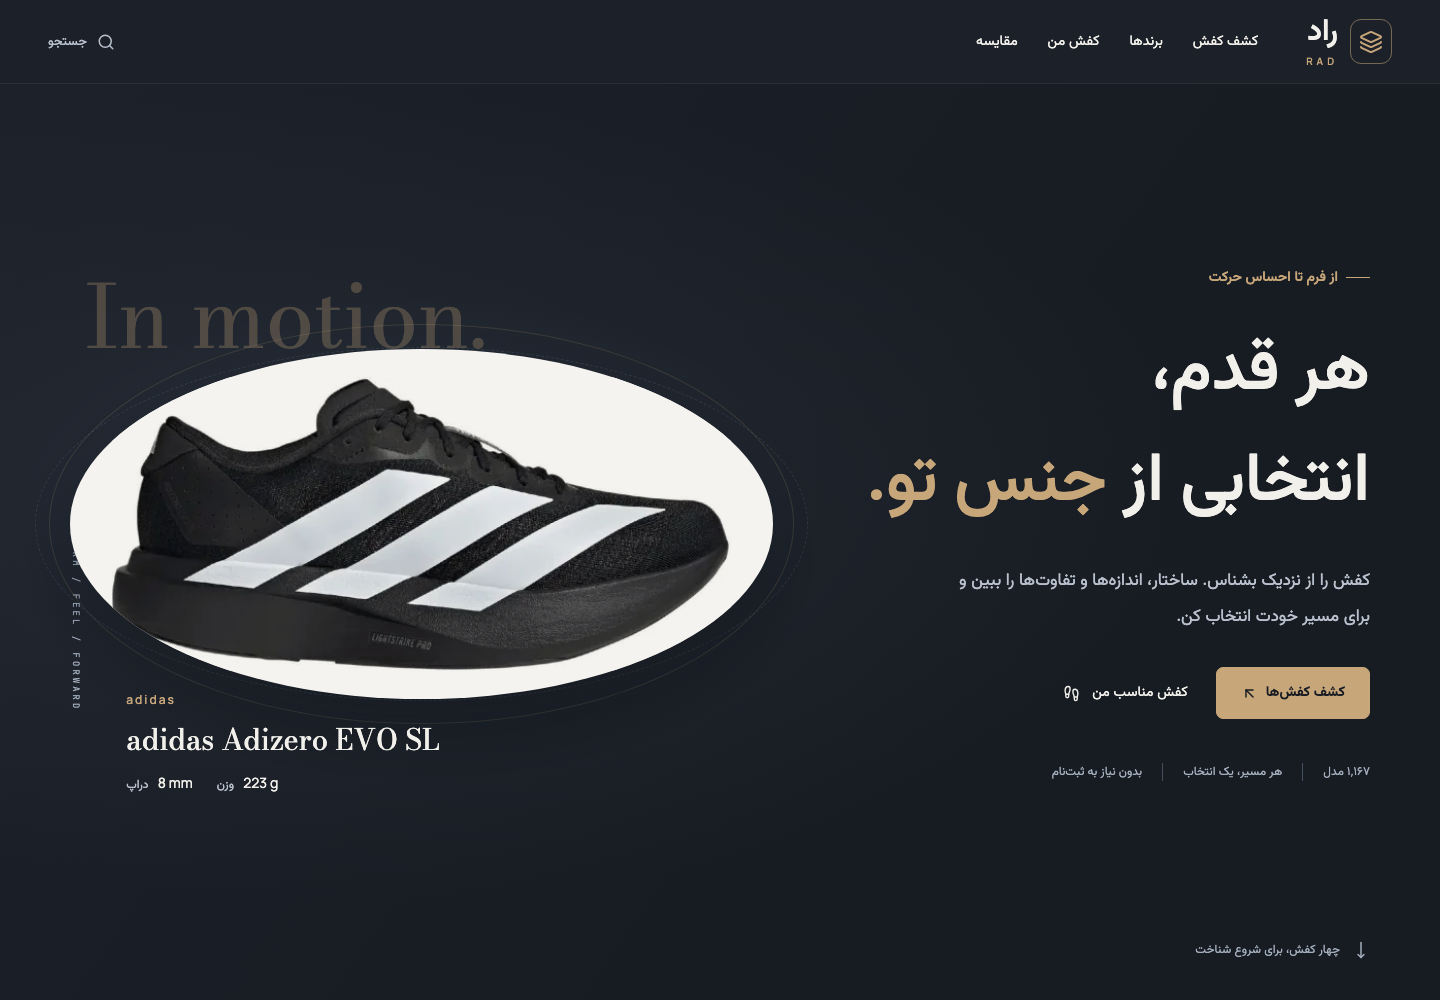 راد
RAD
کشف کفش
برندها
کفش من
مقایسه
جستجو
از فرم تا احساس حرکت
هر قدم،
انتخابی از جنس تو.
کفش را از نزدیک بشناس. ساختار، اندازه‌ها و تفاوت‌ها را ببین و
برای مسیر خودت انتخاب کن.
کشف کفش‌ها
کفش مناسب من
۱,۱۶۷ مدل
هر مسیر، یک انتخاب
بدون نیاز به ثبت‌نام
چهار کفش، برای شروع شناخت
In motion.
LIGHTSTRIKE PRO
/ FEEL / FORWARD
adidas
adidas Adizero EVO SL
223 g وزن
8 mm دراپ